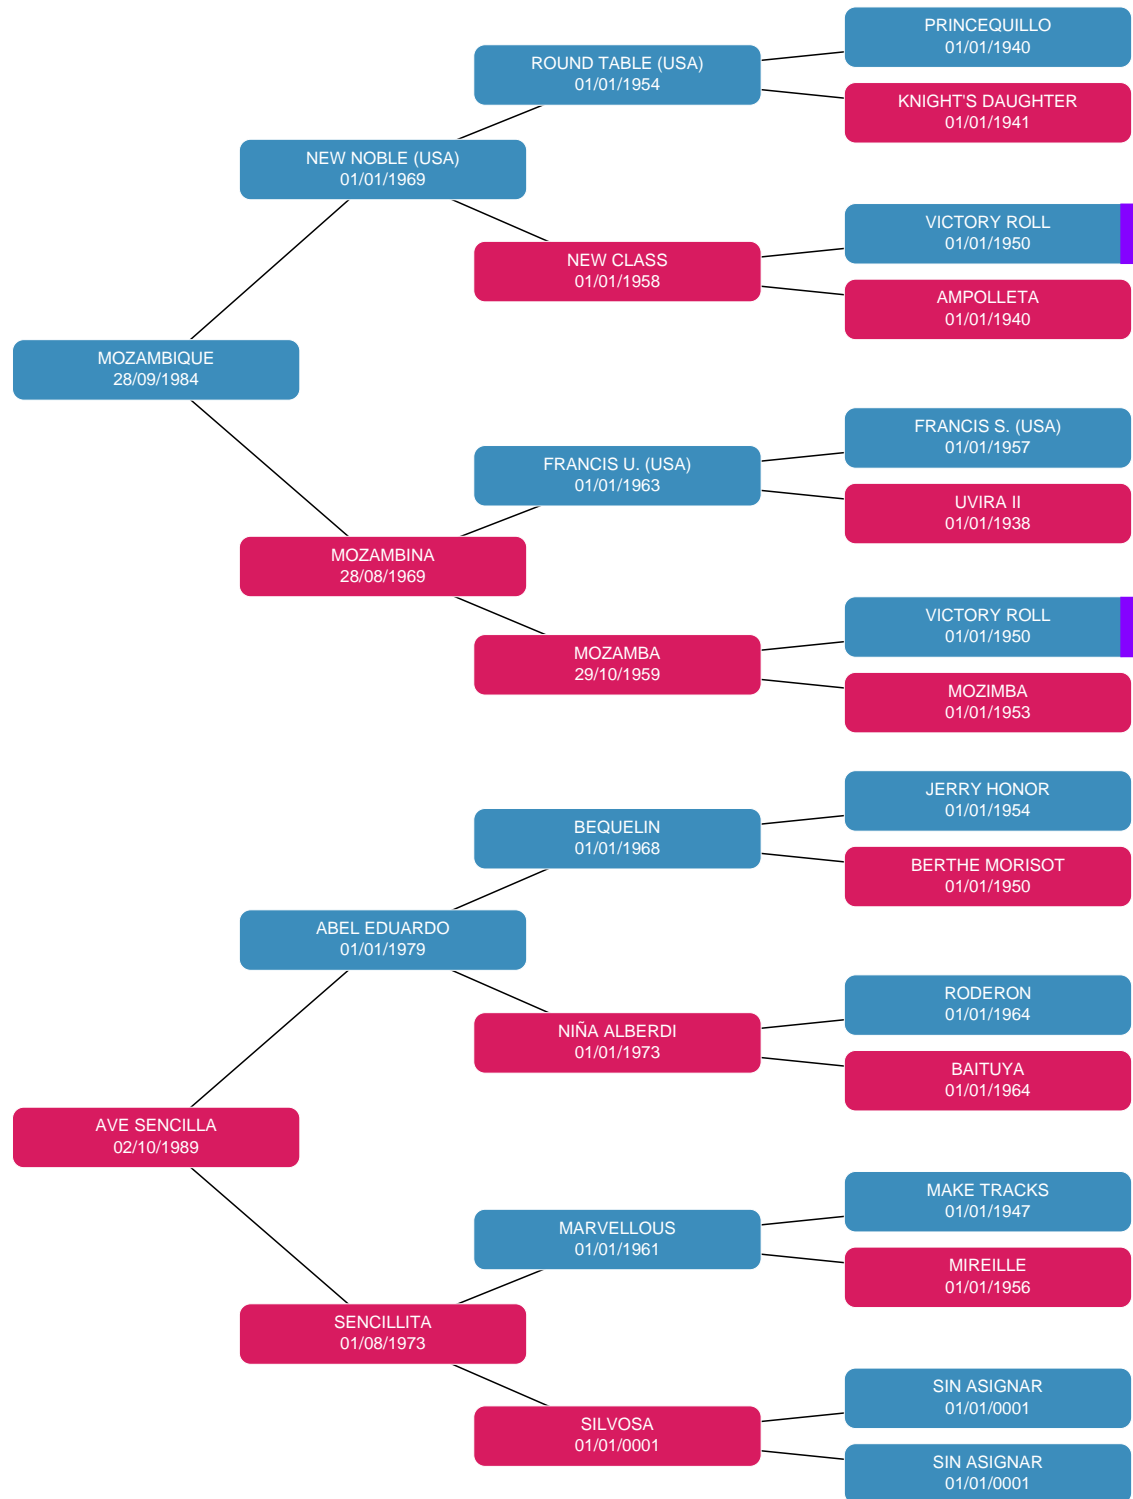 PRINCEQUILLO
01/01/1940
ROUND TABLE (USA)
01/01/1954
KNIGHT'S DAUGHTER
01/01/1941
NEW NOBLE (USA)
01/01/1969
VICTORY ROLL
01/01/1950
NEW CLASS
01/01/1958
AMPOLLETA
01/01/1940
MOZAMBIQUE
28/09/1984
FRANCIS S. (USA)
01/01/1957
FRANCIS U. (USA)
01/01/1963
UVIRA II
01/01/1938
MOZAMBINA
28/08/1969
VICTORY ROLL
01/01/1950
MOZAMBA
29/10/1959
MOZIMBA
01/01/1953
JERRY HONOR
01/01/1954
BEQUELIN
01/01/1968
BERTHE MORISOT
01/01/1950
ABEL EDUARDO
01/01/1979
RODERON
01/01/1964
NIÑA ALBERDI
01/01/1973
BAITUYA
01/01/1964
AVE SENCILLA
02/10/1989
MAKE TRACKS
01/01/1947
MARVELLOUS
01/01/1961
MIREILLE
01/01/1956
SENCILLITA
01/08/1973
SIN ASIGNAR
01/01/0001
SILVOSA
01/01/0001
SIN ASIGNAR
01/01/0001